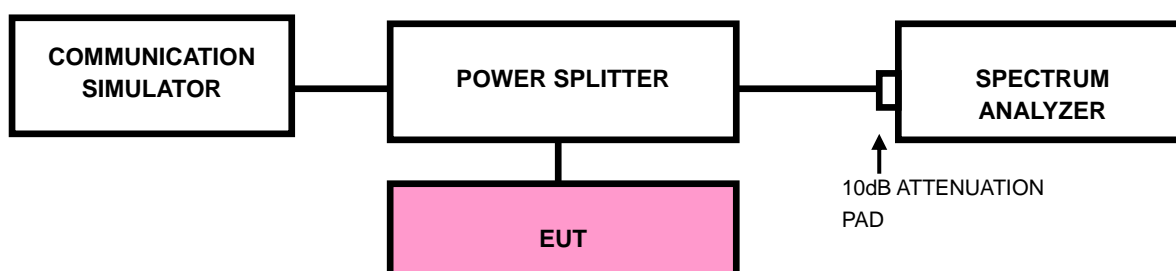 COMMUNICATION
SIMULATOR
POWER SPLITTER
SPECTRUM
ANALYZER
10dB ATTENUATION
PAD
EUT